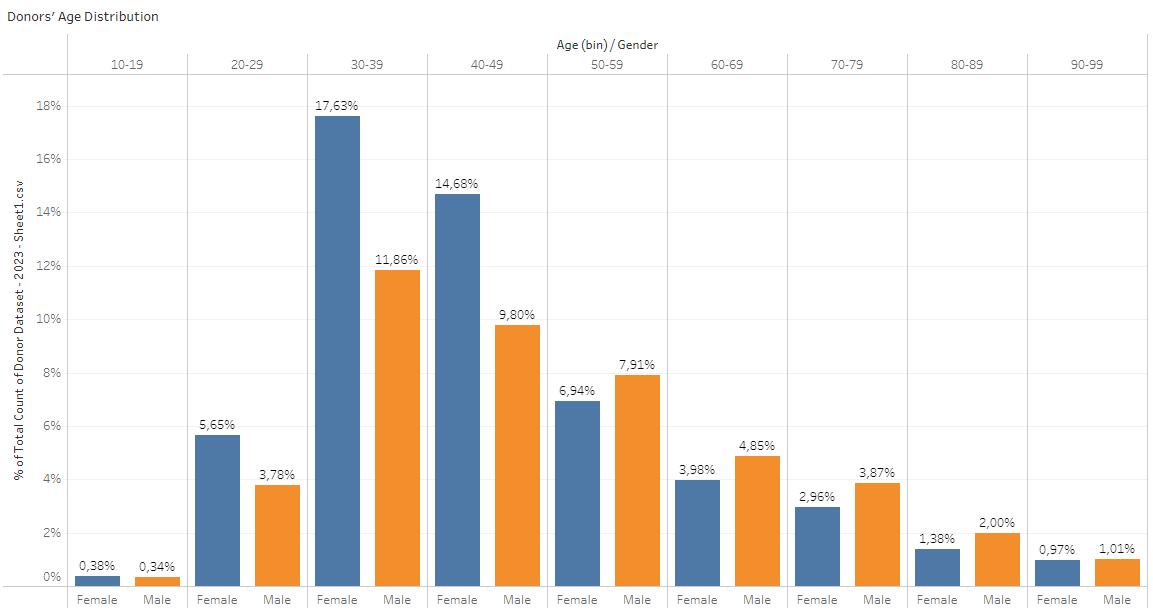 Donors’ Age Distribution
Age (bin) / Gender
10-19 20-29 30-39 40-49 50-59 60-69 70-79 80-89 90-99
% of Total Count of Donor Dataset - 2023 - Sheet1.csv
18%
16%
14%
12%
10%
8%
6%
4%
2%
0%
0,38% 0,34% 5,65% 3,78% 17,63% 11,86% 14,68% 9,80% 6,94% 7,91% 3,98% 4,85% 2,96% 3,87% 1,38% 2,00% 0,97% 1,01%
Female Male Female Male Female Male Female Male Female Male Female Male Female Male Female Male Female Male